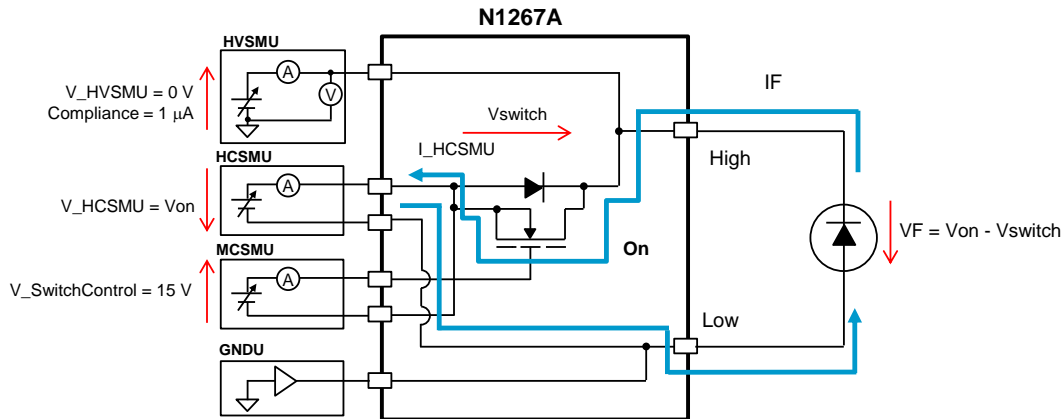 N1267A
HVSMU
A
V
V_HVSMU = 0 V
Compliance = 1 μA
IF
Vswitch
I_HCSMU
High
HCSMU
A
V_HCSMU = Von
VF = Von - Vswitch
On
MCSMU
A
V_SwitchControl = 15 V
Low
GNDU